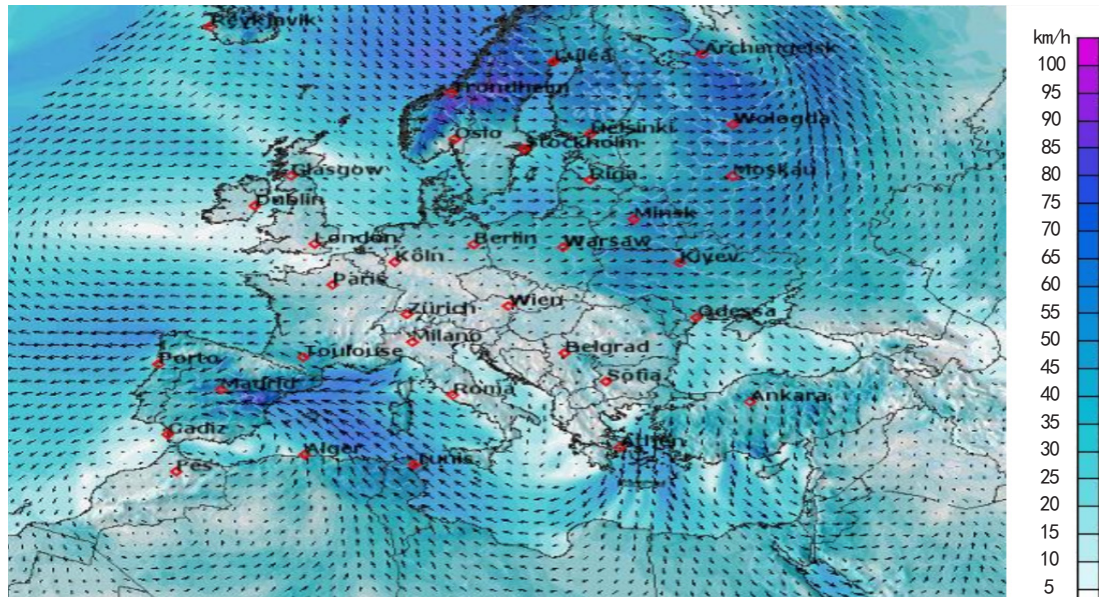 Reykjavik
Archangelsk
Lulea
Trondheim
Wologda
Oslo
Helsinki
Stockholm
Glasgow
Riga
Moskau
Dublin
Minsk
London
Berlin
Warsaw
Köln
Kiyev
Paris
Wien
Zürich
Odessa
Milano
Toulouse
Belgrad
Porto
Sofia
Madrid
Roma
Ankara
Cadiz
Athen
Alger
Tunis
Fes
km/h
100
95
90
85
80
75
70
65
60
55
50
45
40
35
30
25
20
15
10
5